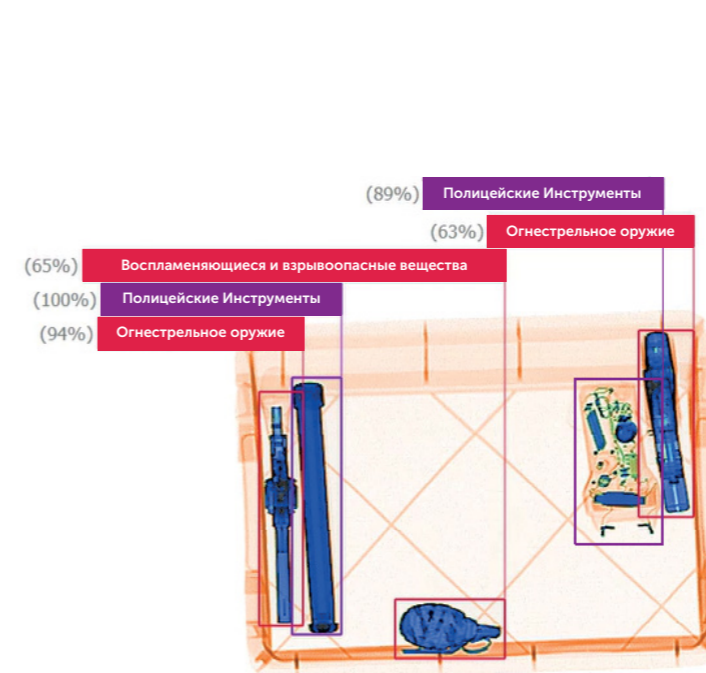 (89%) Полицейские Инструменты
(63%) Огнестрельное оружие
(65%) Воспламеняющиеся и взрывоопасные вещества
(100%) Полицейские Инструменты
(94%) Огнестрельное оружие